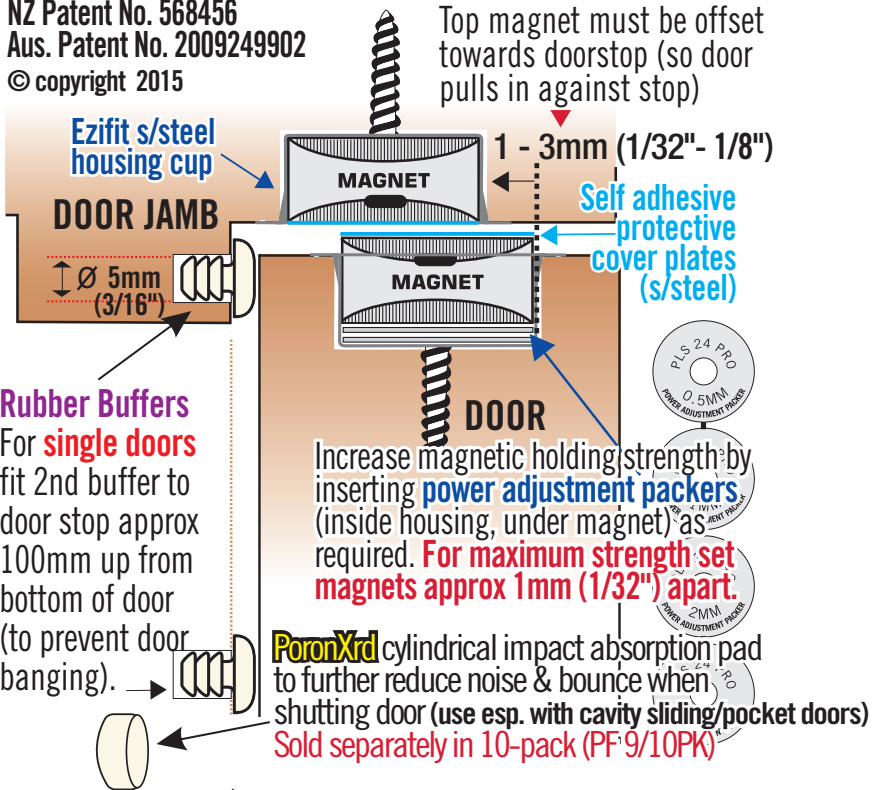 NZ Patent No. 568456
Aus. Patent No. 2009249902
© copyright 2015
Top magnet must be offset
towards doorstop (so door
pulls in against stop)
1 - 3mm (1/32"- 1/8")
Ezifit s/steel
housing cup
MAGNET
DOOR JAMB
Self adhesive
protective
cover plates
(s/steel)
MAGNET
Ø 5mm
(3/16")
PLS 24 PRO
0.5MM
POWER ADJUSTMENT PACKER
Rubber Buffers
For single doors
fit 2nd buffer to
door stop approx
100mm up from
bottom of door
(to prevent door
banging).
DOOR
Increase magnetic holding strength by
inserting power adjustment packers
(inside housing, under magnet) as
required. For maximum strength set
magnets approx 1mm (1/32") apart.
2MM
POWER ADJUSTMENT PACKER
PoronXrd cylindrical impact absorption pad
to further reduce noise & bounce when
shutting door (use esp. with cavity sliding/pocket doors)
Sold separately in 10-pack (PF 9/10PK)